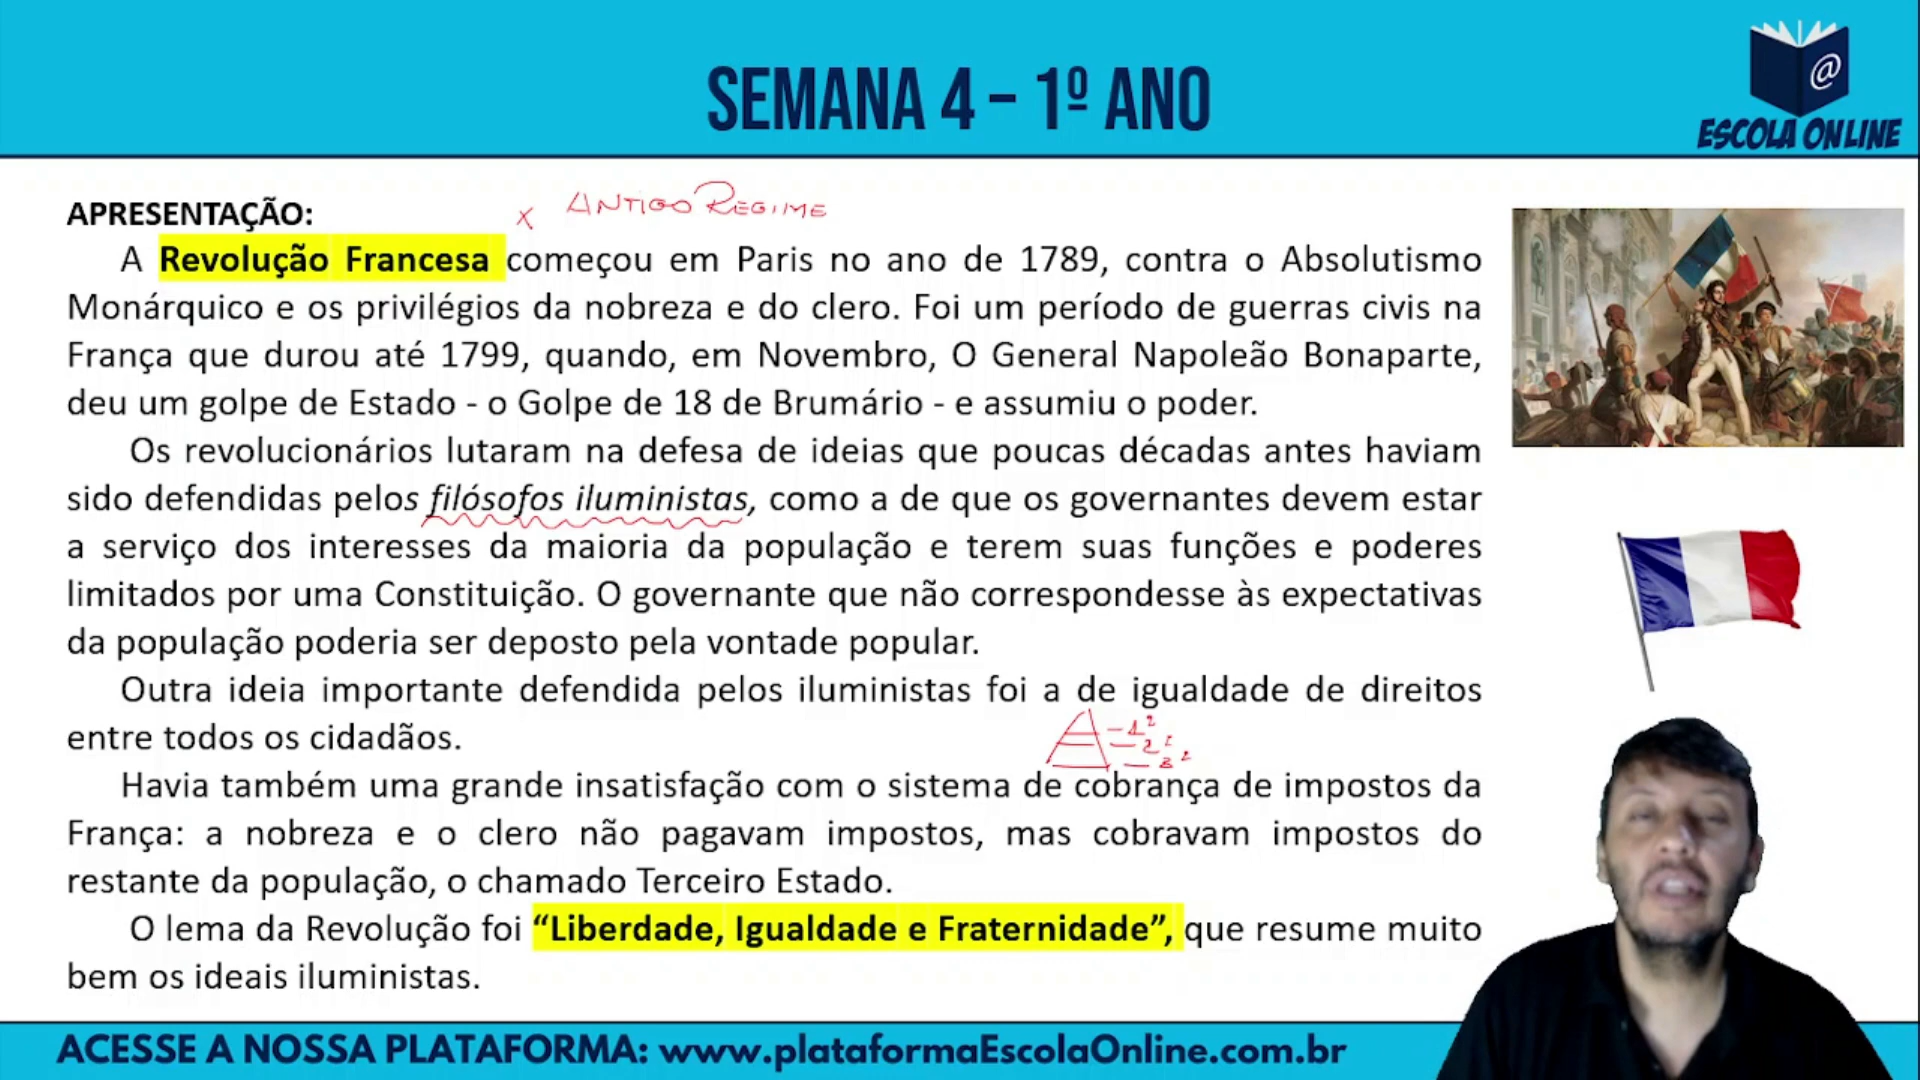 SEMANA 4 – 1º ANO
@
ESCOLA ONLINE
x ANTIGO REGIME
APRESENTAÇÃO:
A Revolução Francesa começou em Paris no ano de 1789, contra o Absolutismo
Monárquico e os privilégios da nobreza e do clero. Foi um período de guerras civis na
França que durou até 1799, quando, em Novembro, O General Napoleão Bonaparte,
deu um golpe de Estado - o Golpe de 18 de Brumário - e assumiu o poder.
Os revolucionários lutaram na defesa de ideias que poucas décadas antes haviam
sido defendidas pelos filósofos iluministas, como a de que os governantes devem estar
a serviço dos interesses da maioria da população e terem suas funções e poderes
limitados por uma Constituição. O governante que não correspondesse às expectativas
da população poderia ser deposto pela vontade popular.
Outra ideia importante defendida pelos iluministas foi a de igualdade de direitos
entre todos os cidadãos.
– 1º
– 2º
– 3º
Havia também uma grande insatisfação com o sistema de cobrança de impostos da
França: a nobreza e o clero não pagavam impostos, mas cobravam impostos do
restante da população, o chamado Terceiro Estado.
O lema da Revolução foi “Liberdade, Igualdade e Fraternidade”, que resume muito
bem os ideais iluministas.
ACESSE A NOSSA PLATAFORMA: www.plataformaEscolaOnline.com.br